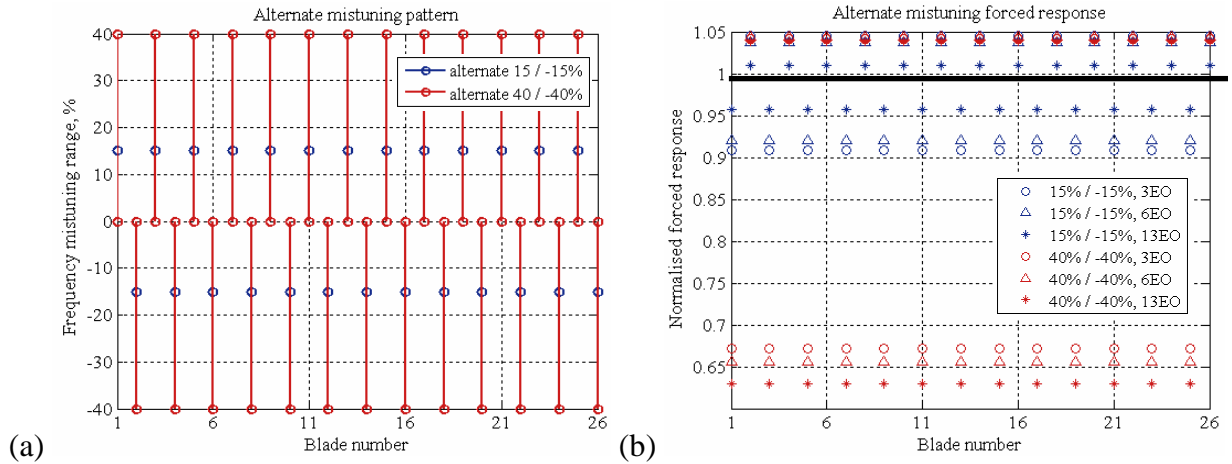 Alternate mistuning pattern
40
30
20
10
0
-10
-20
-30
-40
Frequency mistuning range, %
alternate 15 / -15%
alternate 40 / -40%
1
6
11
16
21
26
Blade number
(a)
Alternate mistuning forced response
1.05
1
0.95
0.9
0.85
0.8
0.75
0.7
0.65
0.6
Normalised forced response
15% / -15%, 3EO
15% / -15%, 6EO
15% / -15%, 13EO
40% / -40%, 3EO
40% / -40%, 6EO
40% / -40%, 13EO
1
6
11
16
21
26
Blade number
(b)